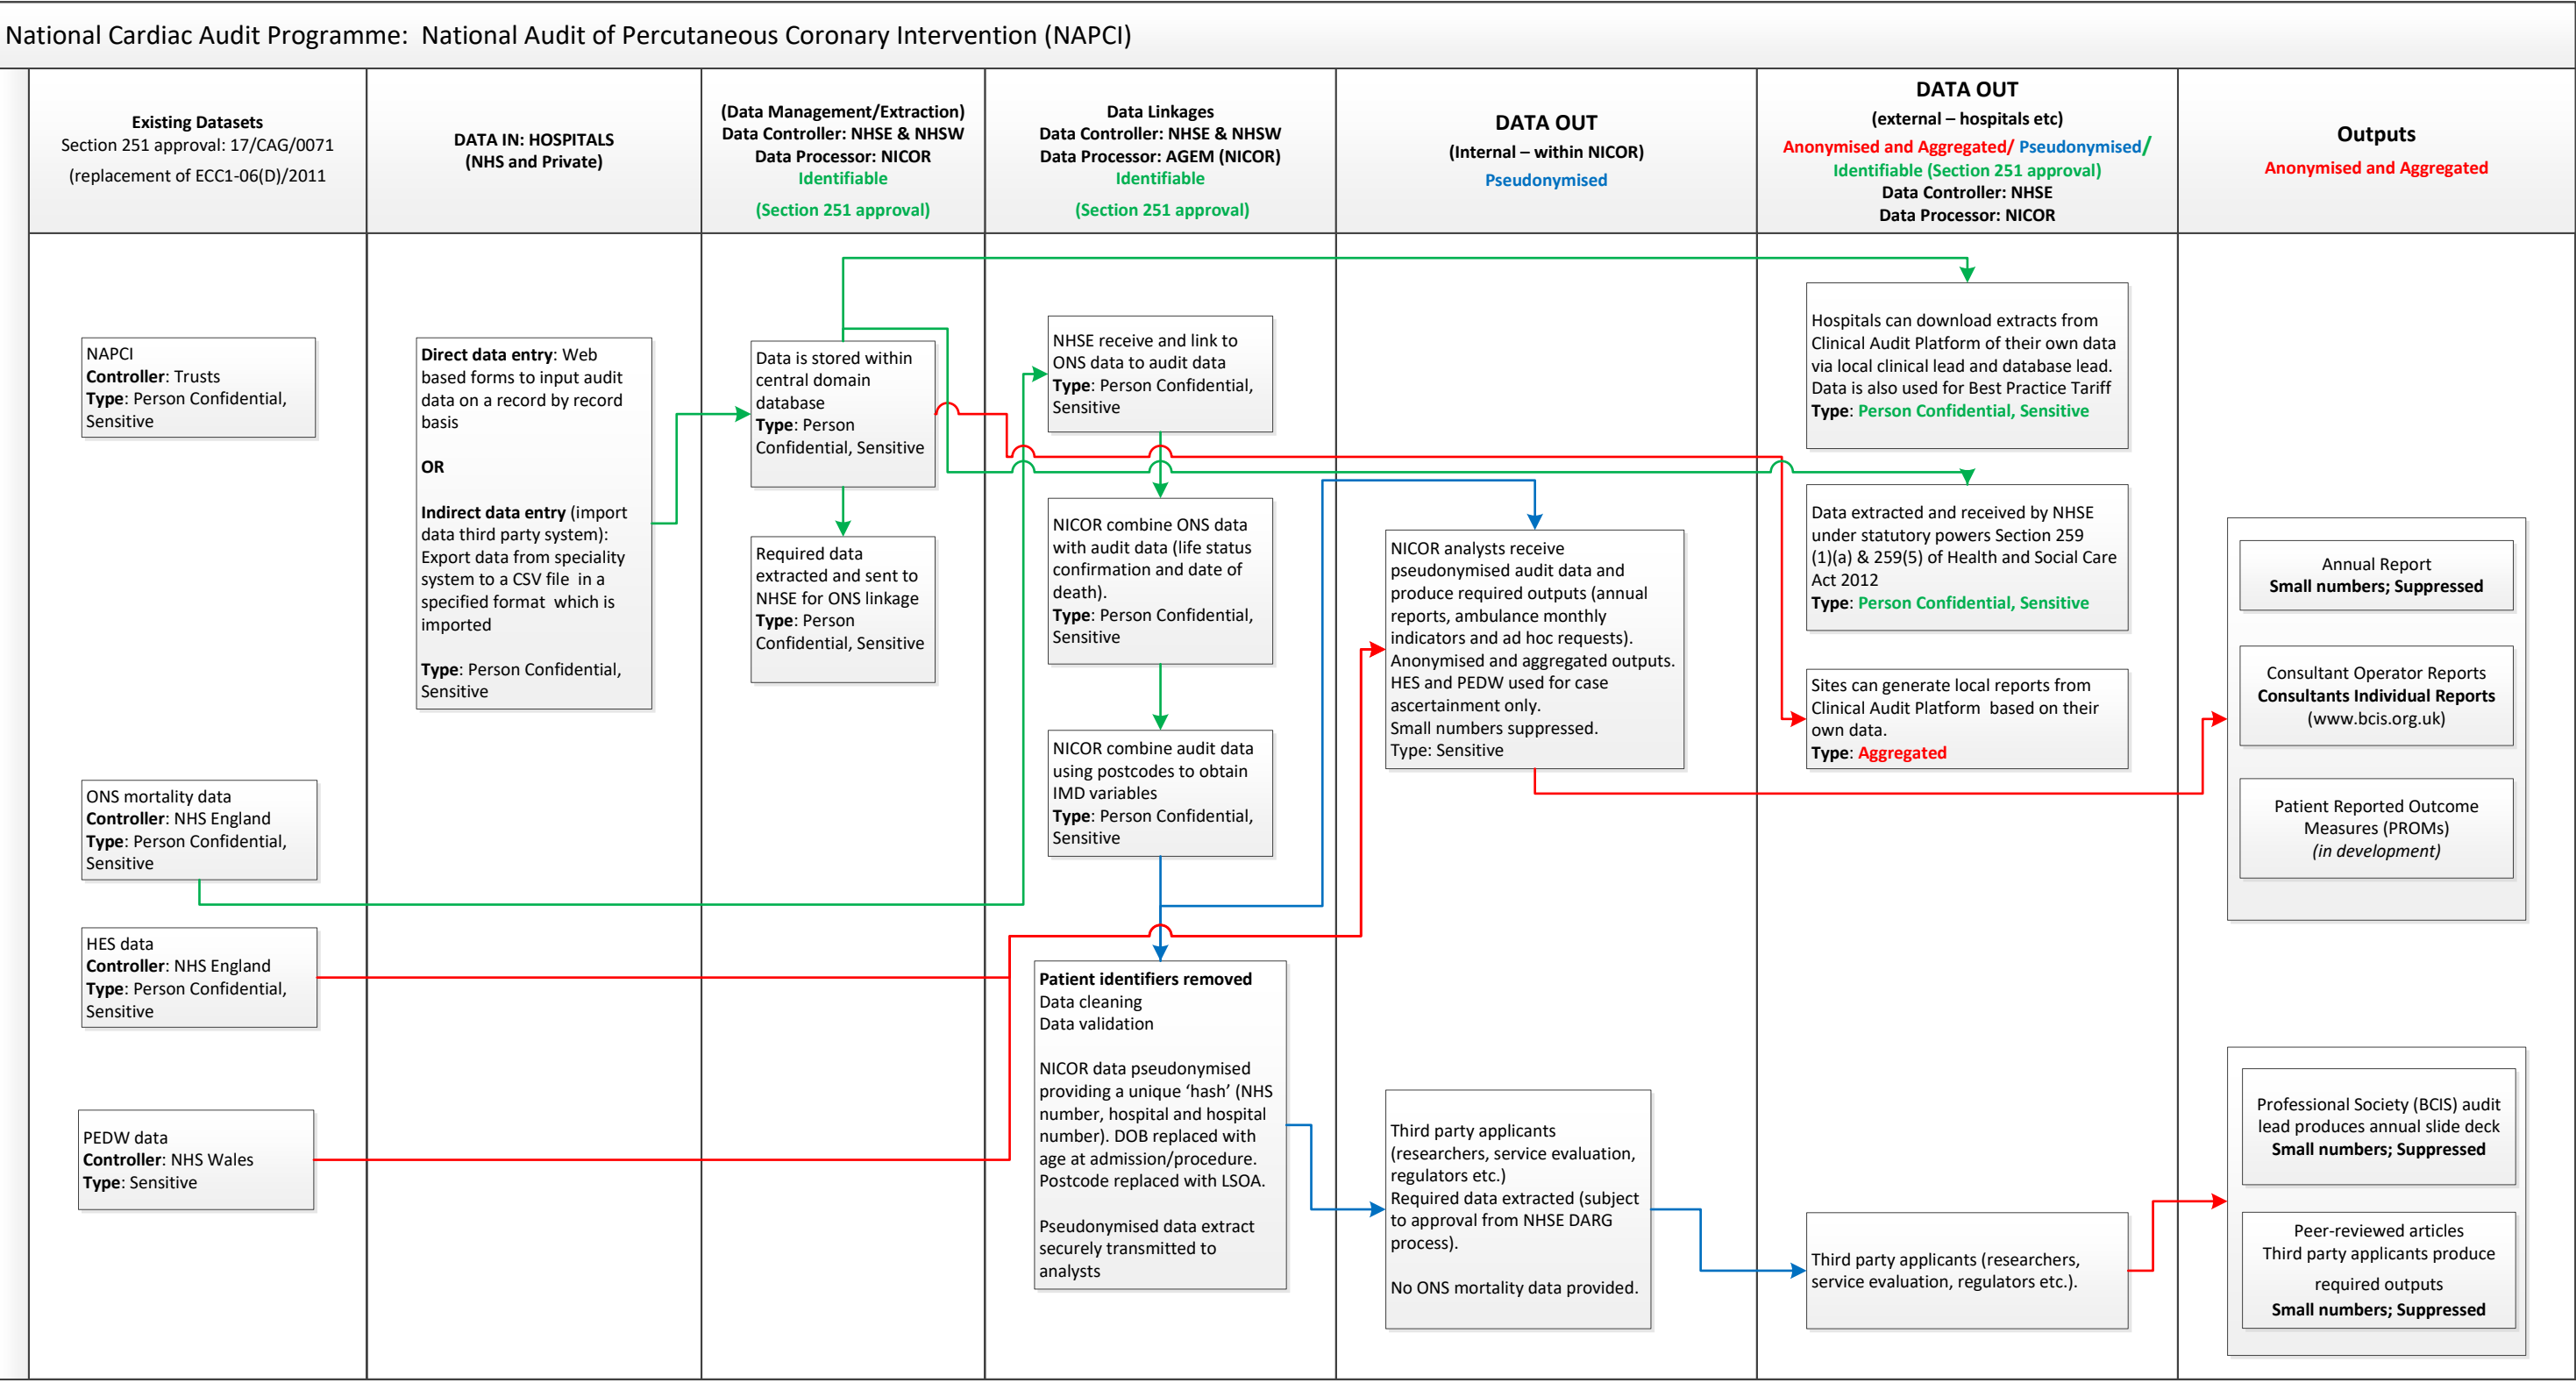 National Cardiac Audit Programme:  National Audit of Percutaneous Coronary Intervention (NAPCI)
Existing Datasets
Section 251 approval: 17/CAG/0071
(replacement of ECC1-06(D)/2011
DATA IN: HOSPITALS
(NHS and Private)
(Data Management/Extraction)
Data Controller: NHSE & NHSW
Data Processor: NICOR
Identifiable
(Section 251 approval)
Data Linkages
Data Controller: NHSE & NHSW
Data Processor: AGEM (NICOR)
Identifiable
(Section 251 approval)
DATA OUT
(Internal – within NICOR)
Pseudonymised
DATA OUT
(external – hospitals etc)
Anonymised and Aggregated/ Pseudonymised/
Identifiable (Section 251 approval)
Data Controller: NHSE
Data Processor: NICOR
Outputs
Anonymised and Aggregated
NAPCI
Controller: Trusts
Type: Person Confidential,
Sensitive
ONS mortality data
Controller: NHS England
Type: Person Confidential,
Sensitive
HES data
Controller: NHS England
Type: Person Confidential,
Sensitive
PEDW data
Controller: NHS Wales
Type: Sensitive
Direct data entry: Web
based forms to input audit
data on a record by record
basis
OR
Indirect data entry (import
data third party system):
Export data from speciality
system to a CSV file  in a
specified format  which is
imported
Type: Person Confidential,
Sensitive
Data is stored within
central domain
database
Type: Person
Confidential, Sensitive
Required data
extracted and sent to
NHSE for ONS linkage
Type: Person
Confidential, Sensitive
NHSE receive and link to
ONS data to audit data
Type: Person Confidential,
Sensitive
NICOR combine ONS data
with audit data (life status
confirmation and date of
death).
Type: Person Confidential,
Sensitive
NICOR combine audit data
using postcodes to obtain
IMD variables
Type: Person Confidential,
Sensitive
Patient identifiers removed
Data cleaning
Data validation
NICOR data pseudonymised
providing a unique ‘hash’ (NHS
number, hospital and hospital
number). DOB replaced with
age at admission/procedure.
Postcode replaced with LSOA.
Pseudonymised data extract
securely transmitted to
analysts
NICOR analysts receive
pseudonymised audit data and
produce required outputs (annual
reports, ambulance monthly
indicators and ad hoc requests).
Anonymised and aggregated outputs.
HES and PEDW used for case
ascertainment only.
Small numbers suppressed.
Type: Sensitive
Third party applicants
(researchers, service evaluation,
regulators etc.)
Required data extracted (subject
to approval from NHSE DARG
process).
No ONS mortality data provided.
Hospitals can download extracts from
Clinical Audit Platform of their own data
via local clinical lead and database lead.
Data is also used for Best Practice Tariff
Type: Person Confidential, Sensitive
Data extracted and received by NHSE
under statutory powers Section 259
(1)(a) & 259(5) of Health and Social Care
Act 2012
Type: Person Confidential, Sensitive
Sites can generate local reports from
Clinical Audit Platform  based on their
own data.
Type: Aggregated
Third party applicants (researchers,
service evaluation, regulators etc.).
Annual Report
Small numbers; Suppressed
Consultant Operator Reports
Consultants Individual Reports
(www.bcis.org.uk)
Patient Reported Outcome
Measures (PROMs)
(in development)
Professional Society (BCIS) audit
lead produces annual slide deck
Small numbers; Suppressed
Peer-reviewed articles
Third party applicants produce
required outputs
Small numbers; Suppressed